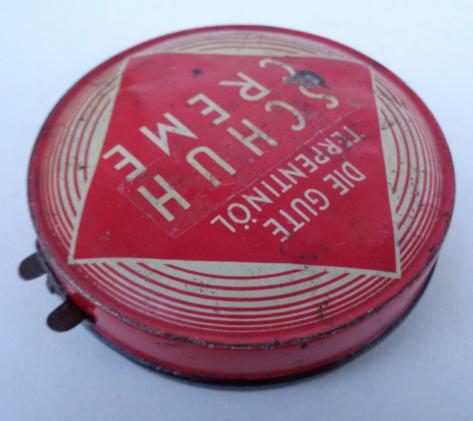 DIE GUTE
TERPENTINÖL
SCHUH
CREME